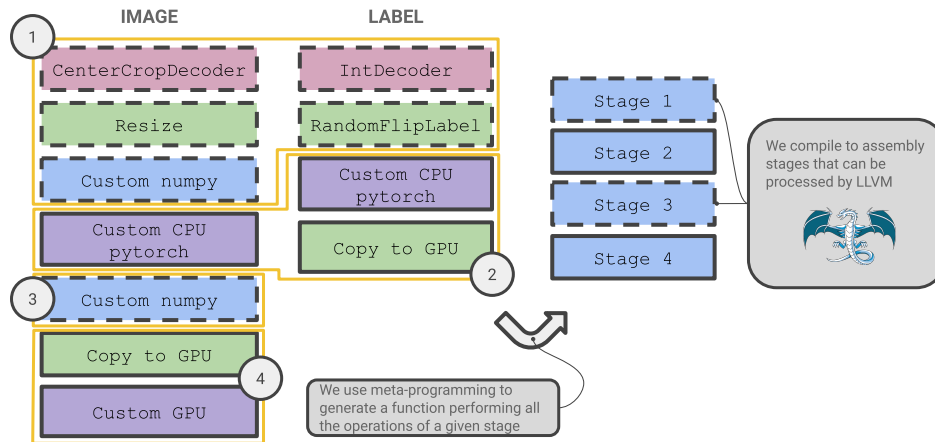 IMAGE
LABEL
1
CenterCropDecoder
IntDecoder
Resize
RandomFlipLabel
Custom numpy
Custom CPU
pytorch
Custom CPU
pytorch
Copy to GPU
2
3
Custom numpy
Copy to GPU
4
Custom GPU
Stage 1
Stage 2
Stage 3
Stage 4
We compile to assembly
stages that can be
processed by LLVM
We use meta-programming to
generate a function performing all
the operations of a given stage